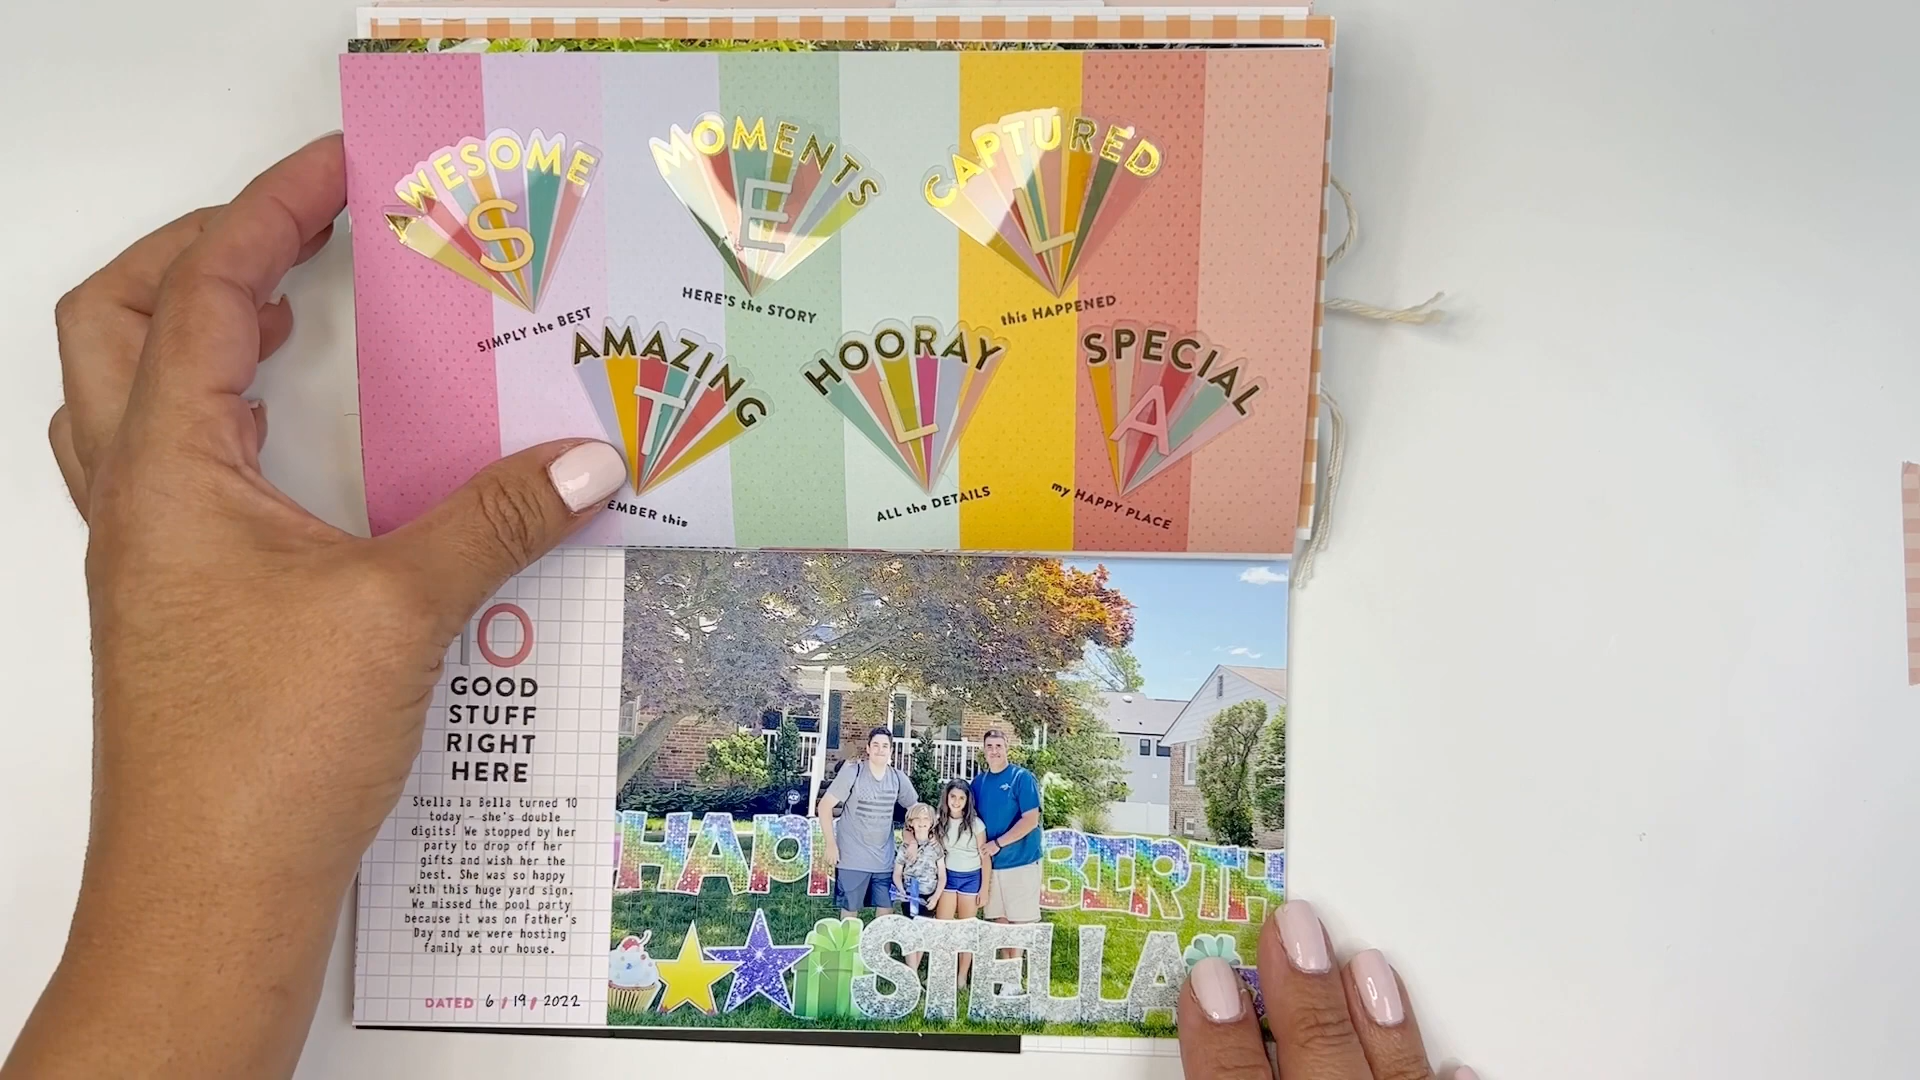 AWESOME
S
SIMPLY the BEST
MOMENTS
E
HERE'S the STORY
CAPTURED
L
this HAPPENED
AMAZING
T
EMBER this
HOORAY
L
ALL the DETAILS
SPECIAL
A
my HAPPY PLACE
10
GOOD
STUFF
RIGHT
HERE
Stella la Bella turned 10
today - she's double
digits! We stopped by her
party to drop off her
gifts and wish her the
best. She was so happy
with this huge yard sign.
We missed the pool party
because it was on Father's
Day and we were hosting
family at our house.
DATED 6/19/2022
HAPP BIRTH
STELLA